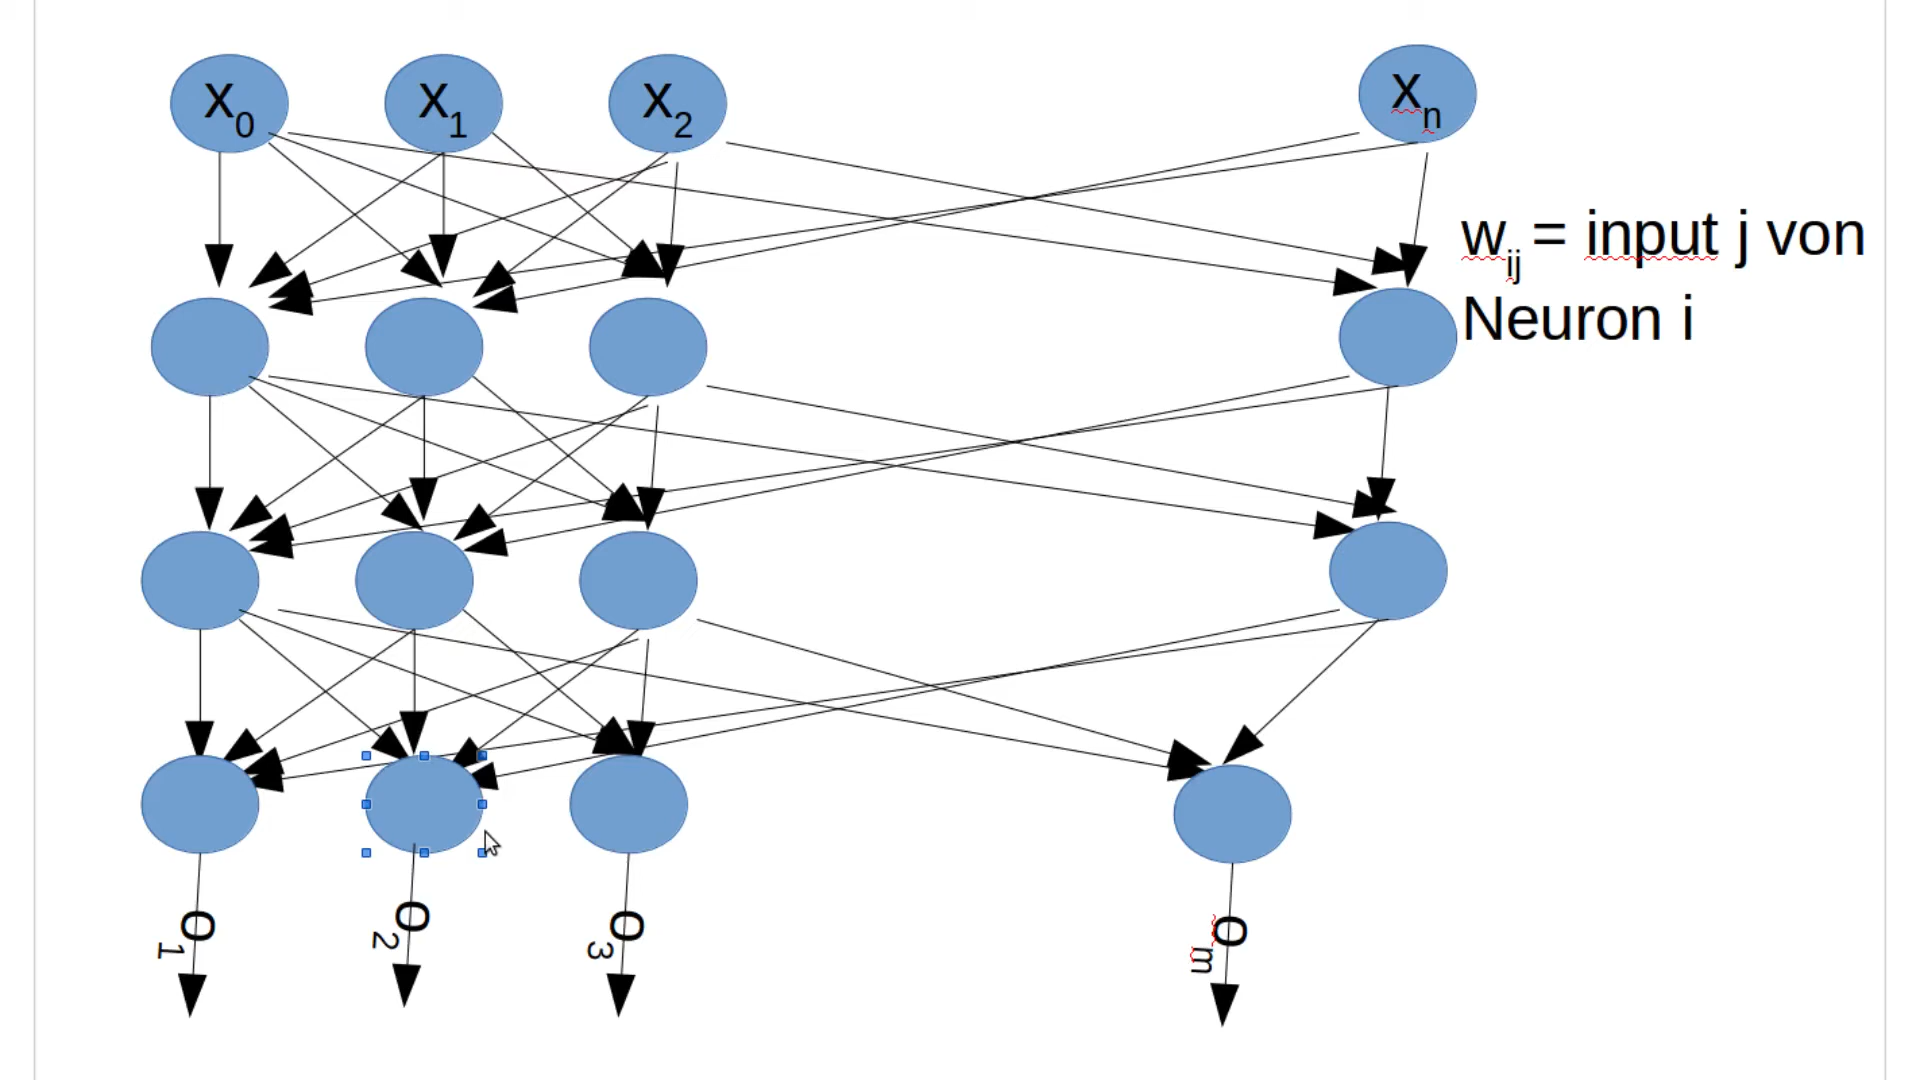 x0 x1 x2 xn
wij = input j von
Neuron i
o1 o2 o3 om